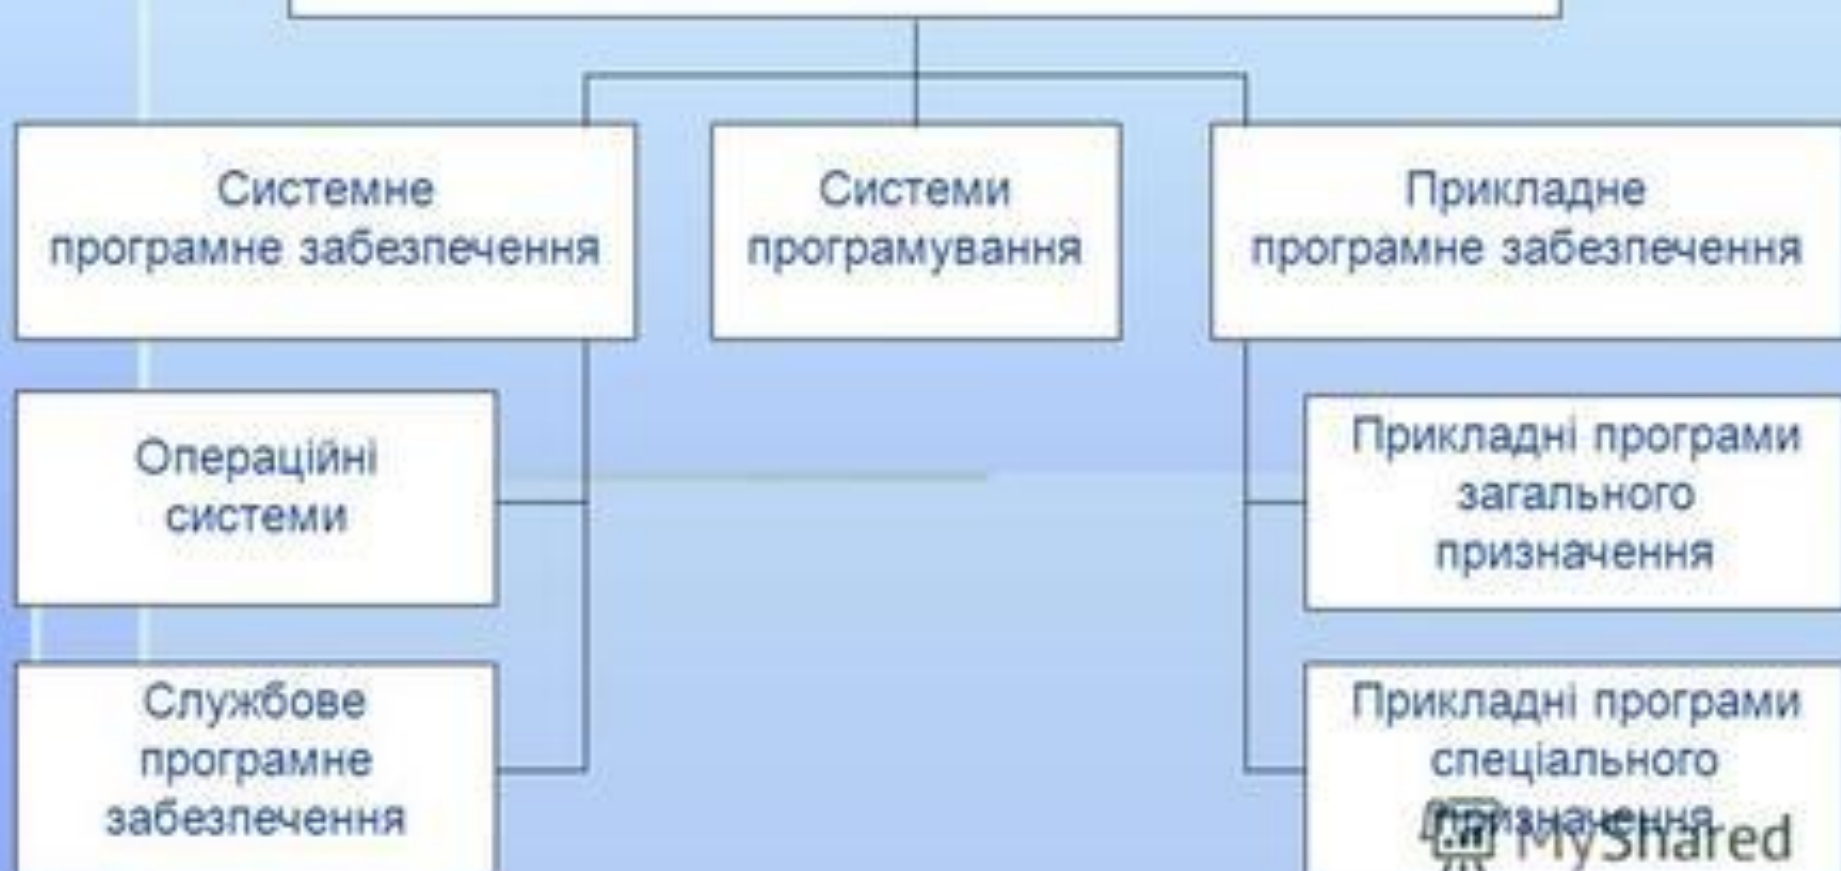 Системне
програмне забезпечення
Системи
програмування
Прикладне
програмне забезпечення
Операційні
системи
Прикладні програми
загального
призначення
Службове
програмне
забезпечення
Прикладні програми
спеціального
призначення
MyShared